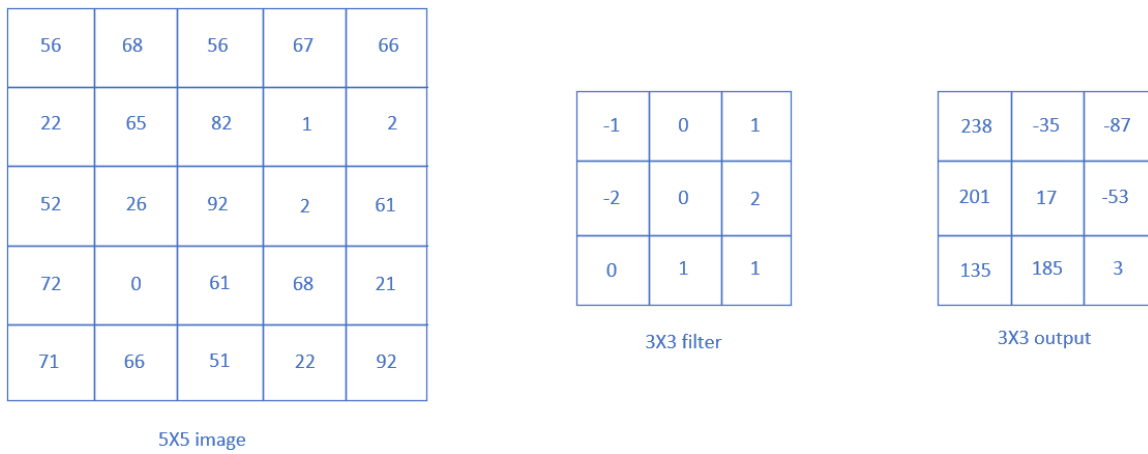 56 68 56 67 66
22 65 82 1 2
52 26 92 2 61
72 0 61 68 21
71 66 51 22 92
5X5 image
-1 0 1
-2 0 2
0 1 1
3X3 filter
238 -35 -87
201 17 -53
135 185 3
3X3 output